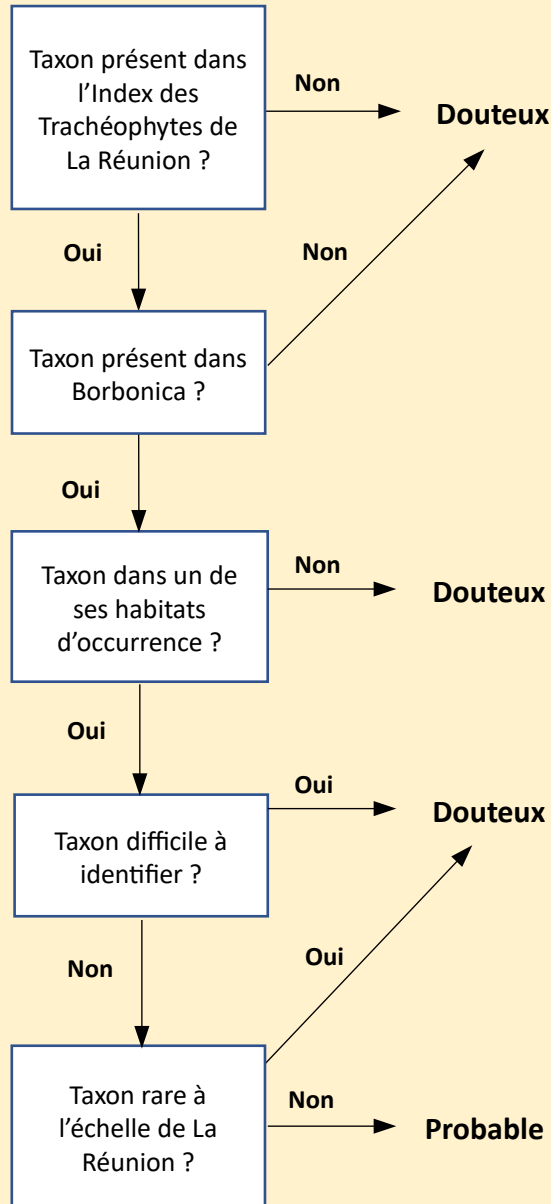 Taxon présent dans
l'Index des
Trachéophytes de
La Réunion ?
Non
Douteux
Oui
Non
Taxon présent dans
Borbonica ?
Oui
Taxon dans un de
ses habitats
d'occurrence ?
Non
Douteux
Oui
Taxon difficile à
identifier ?
Oui
Douteux
Non
Oui
Taxon rare à
l'échelle de La
Réunion ?
Non
Probable